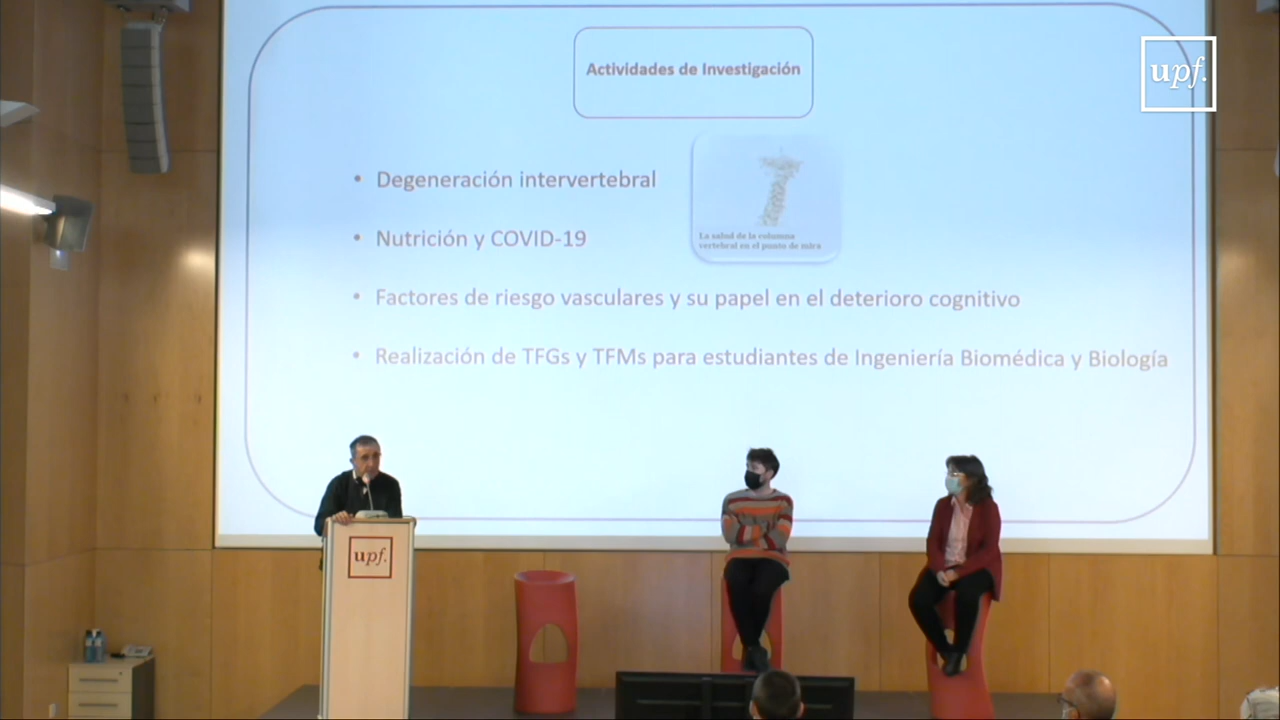 Actividades de Investigación
upf.
• Degeneración intervertebral
La salud de la columna
vertebral en el punto de mira
• Nutrición y COVID-19
• Factores de riesgo vasculares y su papel en el deterioro cognitivo
• Realización de TFGs y TFMs para estudiantes de Ingeniería Biomédica y Biología
upf.